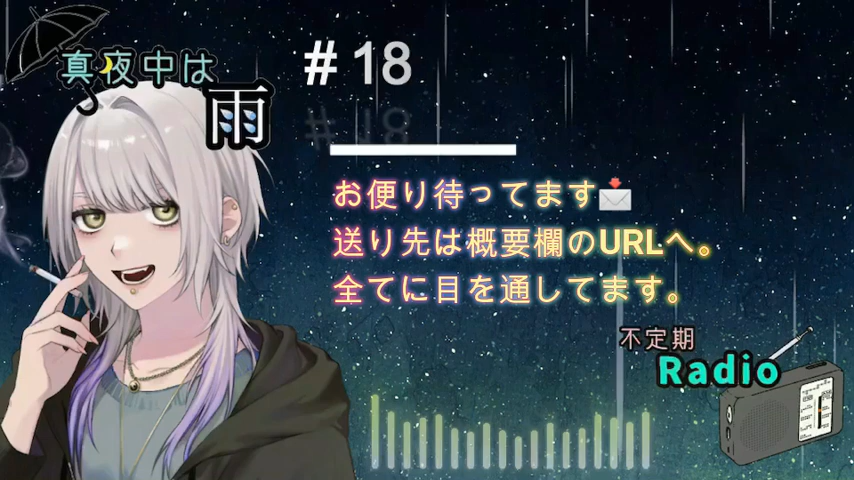 真夜中は
雨
#18
お便り待ってます📩
送り先は概要欄のURLへ。
全てに目を通してます。
不定期
Radio